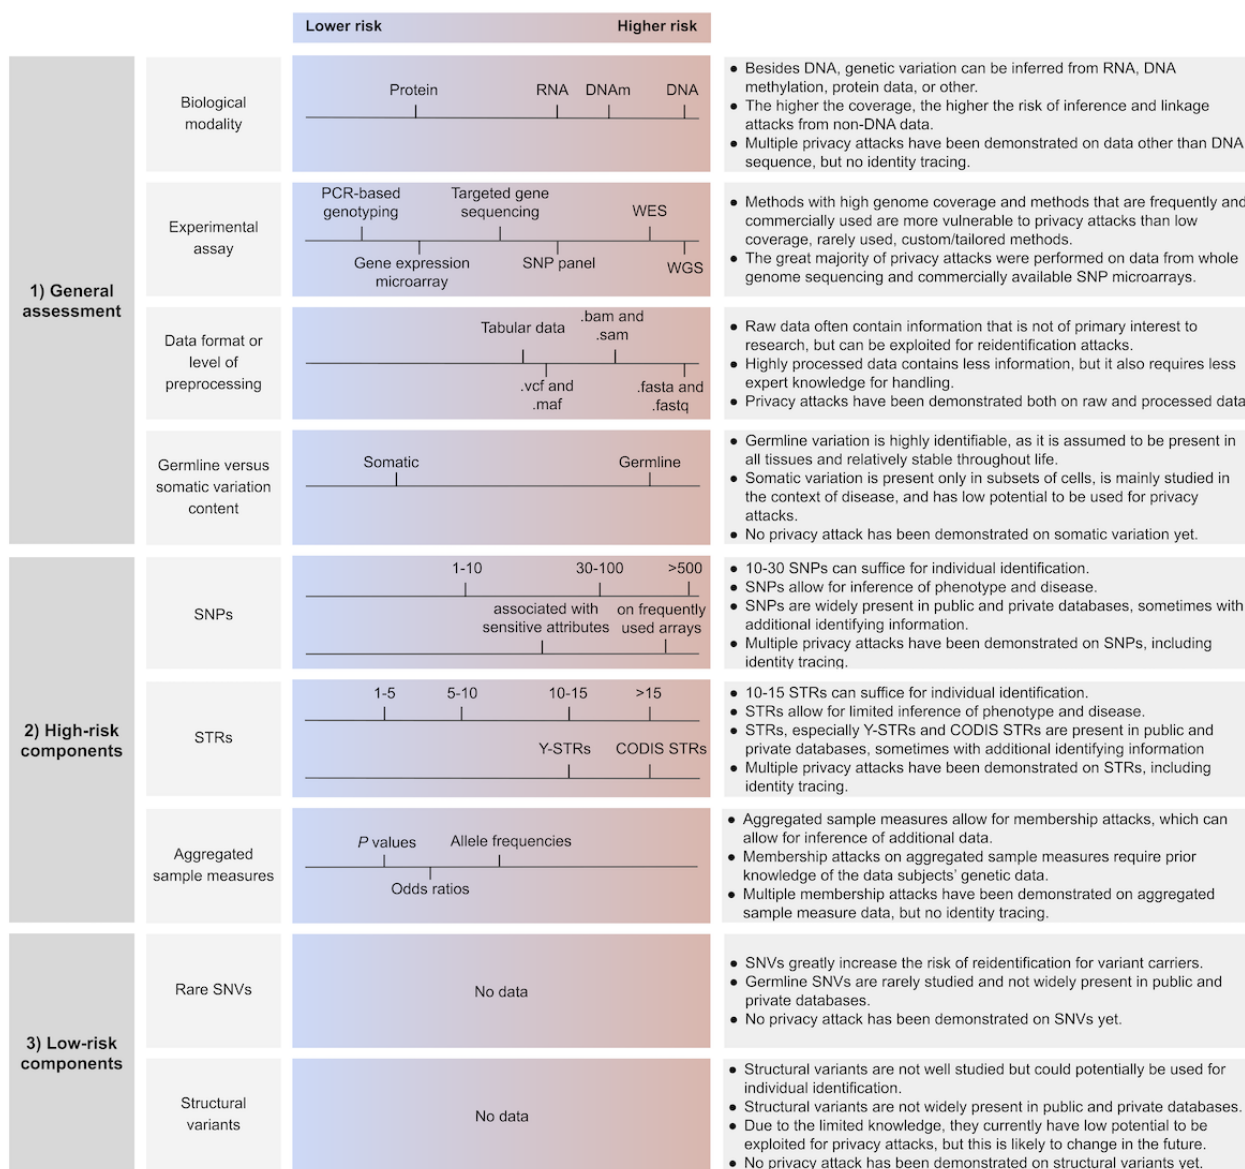 Lower risk
Higher risk
1) General
assessment
Biological
modality
Protein
RNA
DNAm
DNA
● Besides DNA, genetic variation can be inferred from RNA, DNA
methylation, protein data, or other.
● The higher the coverage, the higher the risk of inference and linkage
attacks from non-DNA data.
● Multiple privacy attacks have been demonstrated on data other than DNA
sequence, but no identity tracing.
Experimental
assay
PCR-based
genotyping
Targeted gene
sequencing
WES
Gene expression
microarray
SNP panel
WGS
● Methods with high genome coverage and methods that are frequently and
commercially used are more vulnerable to privacy attacks than low
coverage, rarely used, custom/tailored methods.
● The great majority of privacy attacks were performed on data from whole
genome sequencing and commercially available SNP microarrays.
Data format or
level of
preprocessing
Tabular data
.bam and
.sam
.vcf and
.maf
.fasta and
.fastq
● Raw data often contain information that is not of primary interest to
research, but can be exploited for reidentification attacks.
● Highly processed data contains less information, but it also requires less
expert knowledge for handling.
● Privacy attacks have been demonstrated both on raw and processed data
Germline versus
somatic variation
content
Somatic
Germline
● Germline variation is highly identifiable, as it is assumed to be present in
all tissues and relatively stable throughout life.
● Somatic variation is present only in subsets of cells, is mainly studied in
the context of disease, and has low potential to be used for privacy
attacks.
● No privacy attack has been demonstrated on somatic variation yet.
2) High-risk
components
SNPs
1-10
30-100
>500
associated with
sensitive attributes
on frequently
used arrays
● 10-30 SNPs can suffice for individual identification.
● SNPs allow for inference of phenotype and disease.
● SNPs are widely present in public and private databases, sometimes with
additional identifying information.
● Multiple privacy attacks have been demonstrated on SNPs, including
identity tracing.
STRs
1-5
5-10
10-15
>15
Y-STRs
CODIS STRs
● 10-15 STRs can suffice for individual identification.
● STRs allow for limited inference of phenotype and disease.
● STRs, especially Y-STRs and CODIS STRs are present in public and
private databases, sometimes with additional identifying information
● Multiple privacy attacks have been demonstrated on STRs, including
identity tracing.
Aggregated
sample measures
P values
Allele frequencies
Odds ratios
● Aggregated sample measures allow for membership attacks, which can
allow for inference of additional data.
● Membership attacks on aggregated sample measures require prior
knowledge of the data subjects' genetic data.
● Multiple membership attacks have been demonstrated on aggregated
sample measure data, but no identity tracing.
3) Low-risk
components
Rare SNVs
No data
● SNVs greatly increase the risk of reidentification for variant carriers.
● Germline SNVs are rarely studied and not widely present in public and
private databases.
● No privacy attack has been demonstrated on SNVs yet.
Structural
variants
No data
● Structural variants are not well studied but could potentially be used for
individual identification.
● Structural variants are not widely present in public and private databases.
● Due to the limited knowledge, they currently have low potential to be
exploited for privacy attacks, but this is likely to change in the future.
● No privacy attack has been demonstrated on structural variants yet.